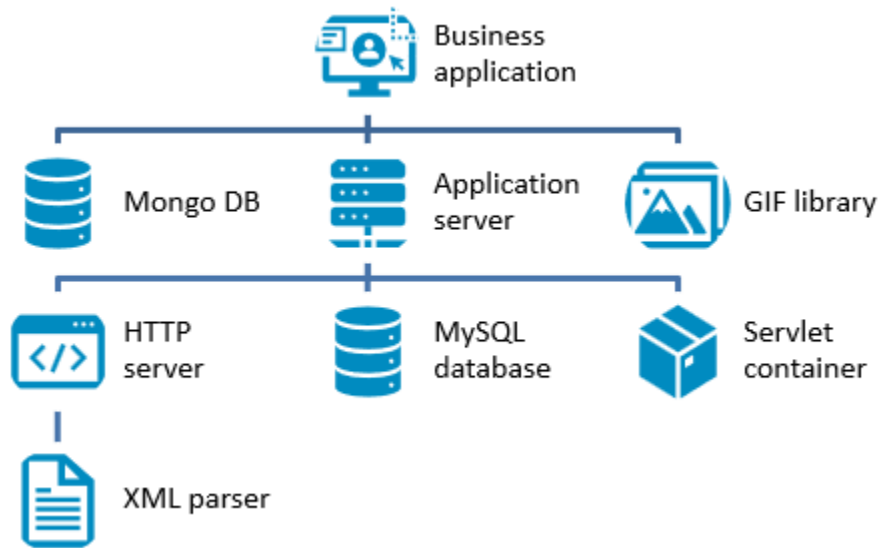 Business
application
Mongo DB
Application
server
GIF library
HTTP
server
MySQL
database
Servlet
container
</>
XML parser